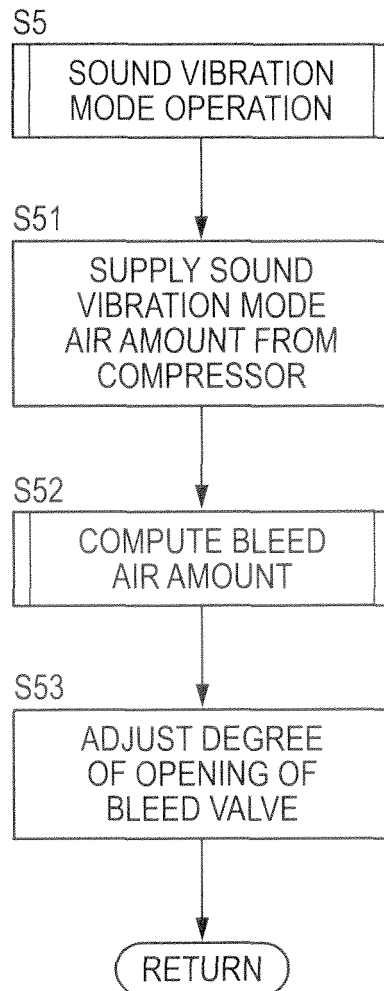 S5
SOUND VIBRATION
MODE OPERATION
S51
SUPPLY SOUND
VIBRATION MODE
AIR AMOUNT FROM
COMPRESSOR
S52
COMPUTE BLEED
AIR AMOUNT
S53
ADJUST DEGREE
OF OPENING OF
BLEED VALVE
RETURN